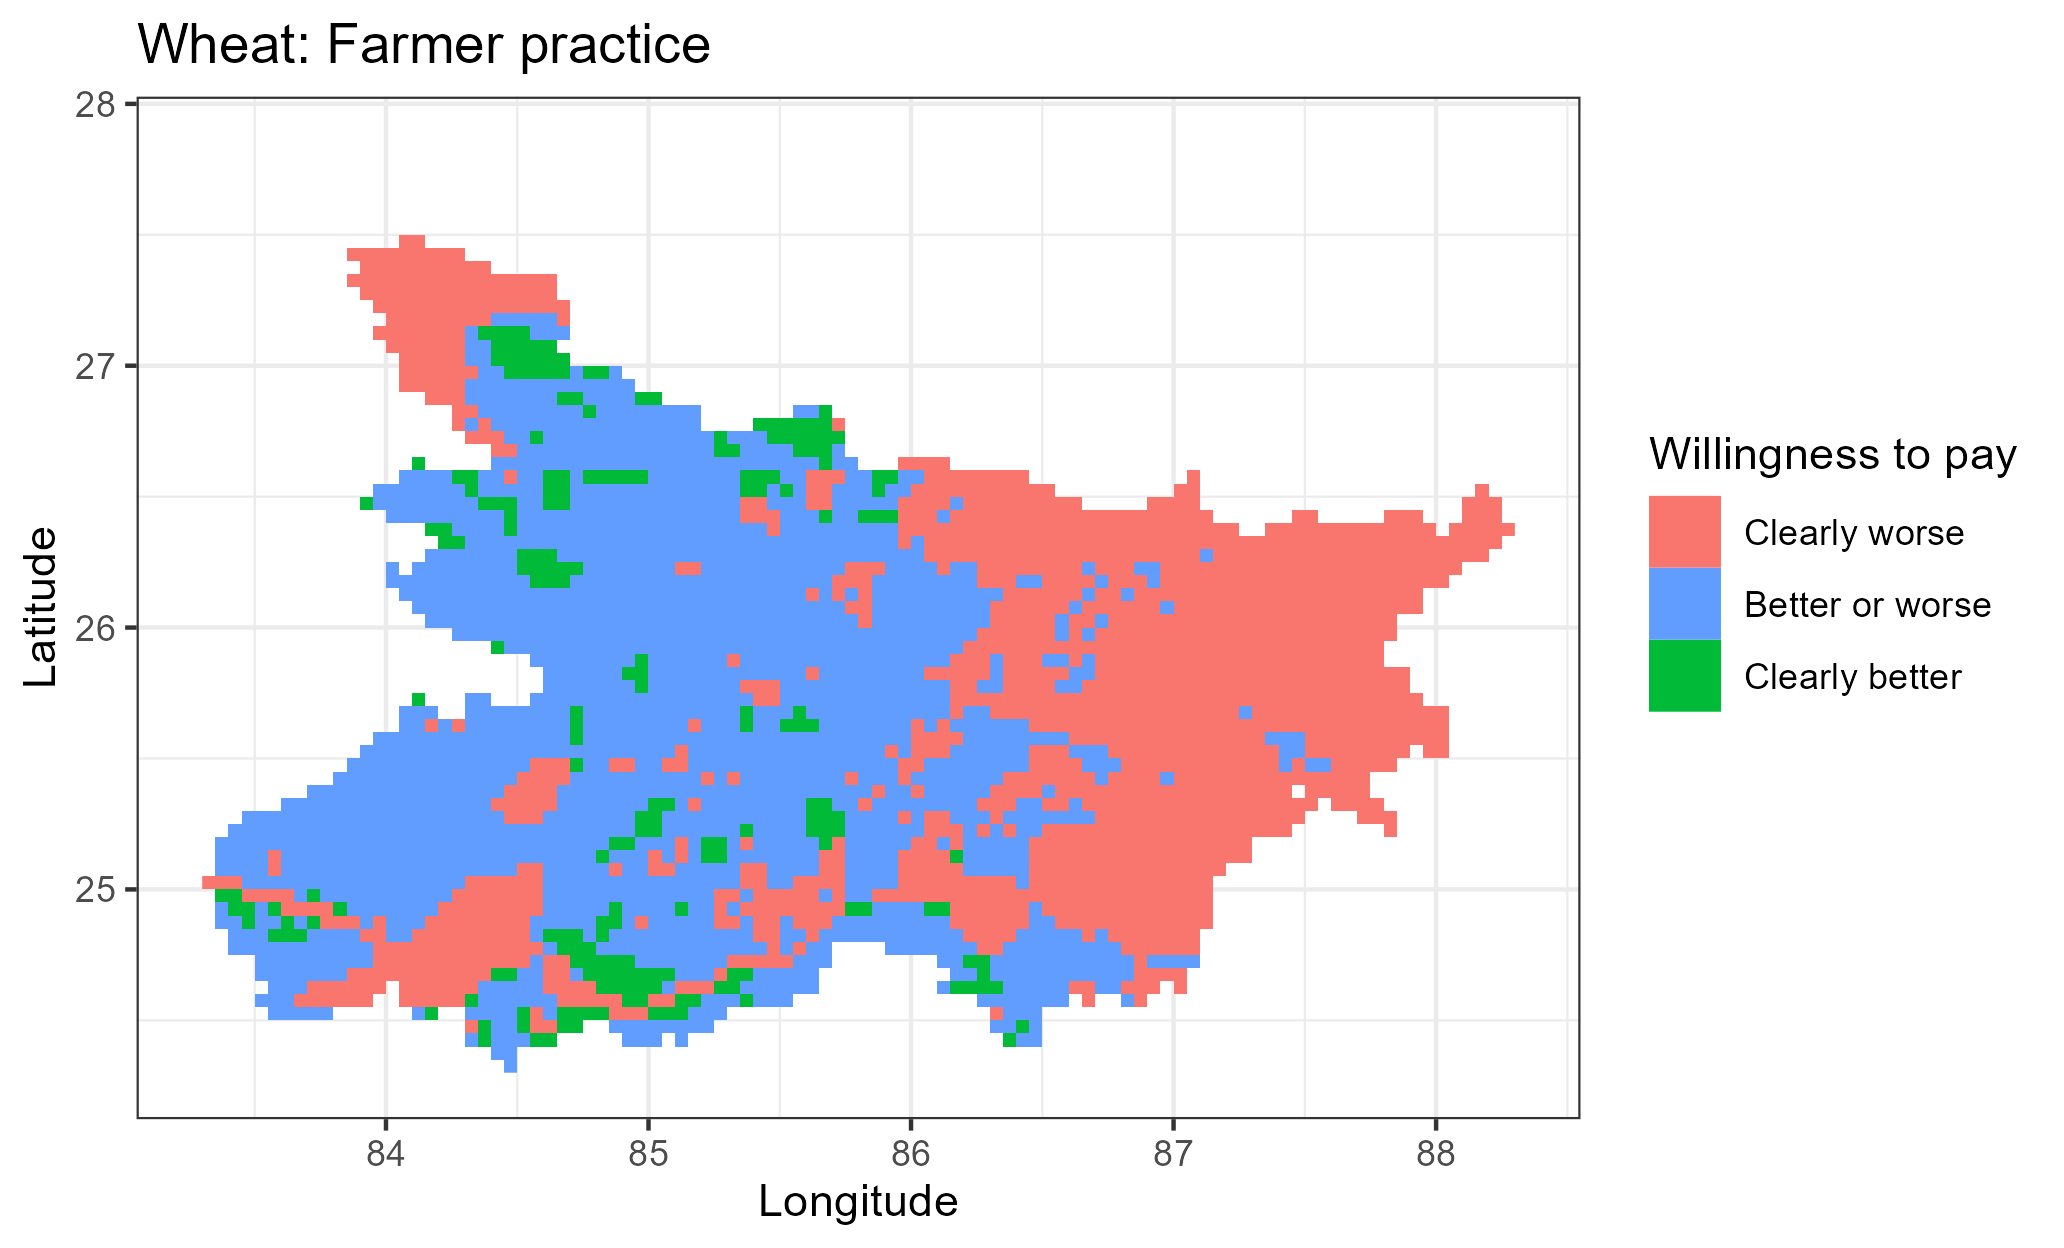 Wheat: Farmer practice
28
27
26
25
Latitude
84 85 86 87 88
Longitude
Willingness to pay
Clearly worse
Better or worse
Clearly better